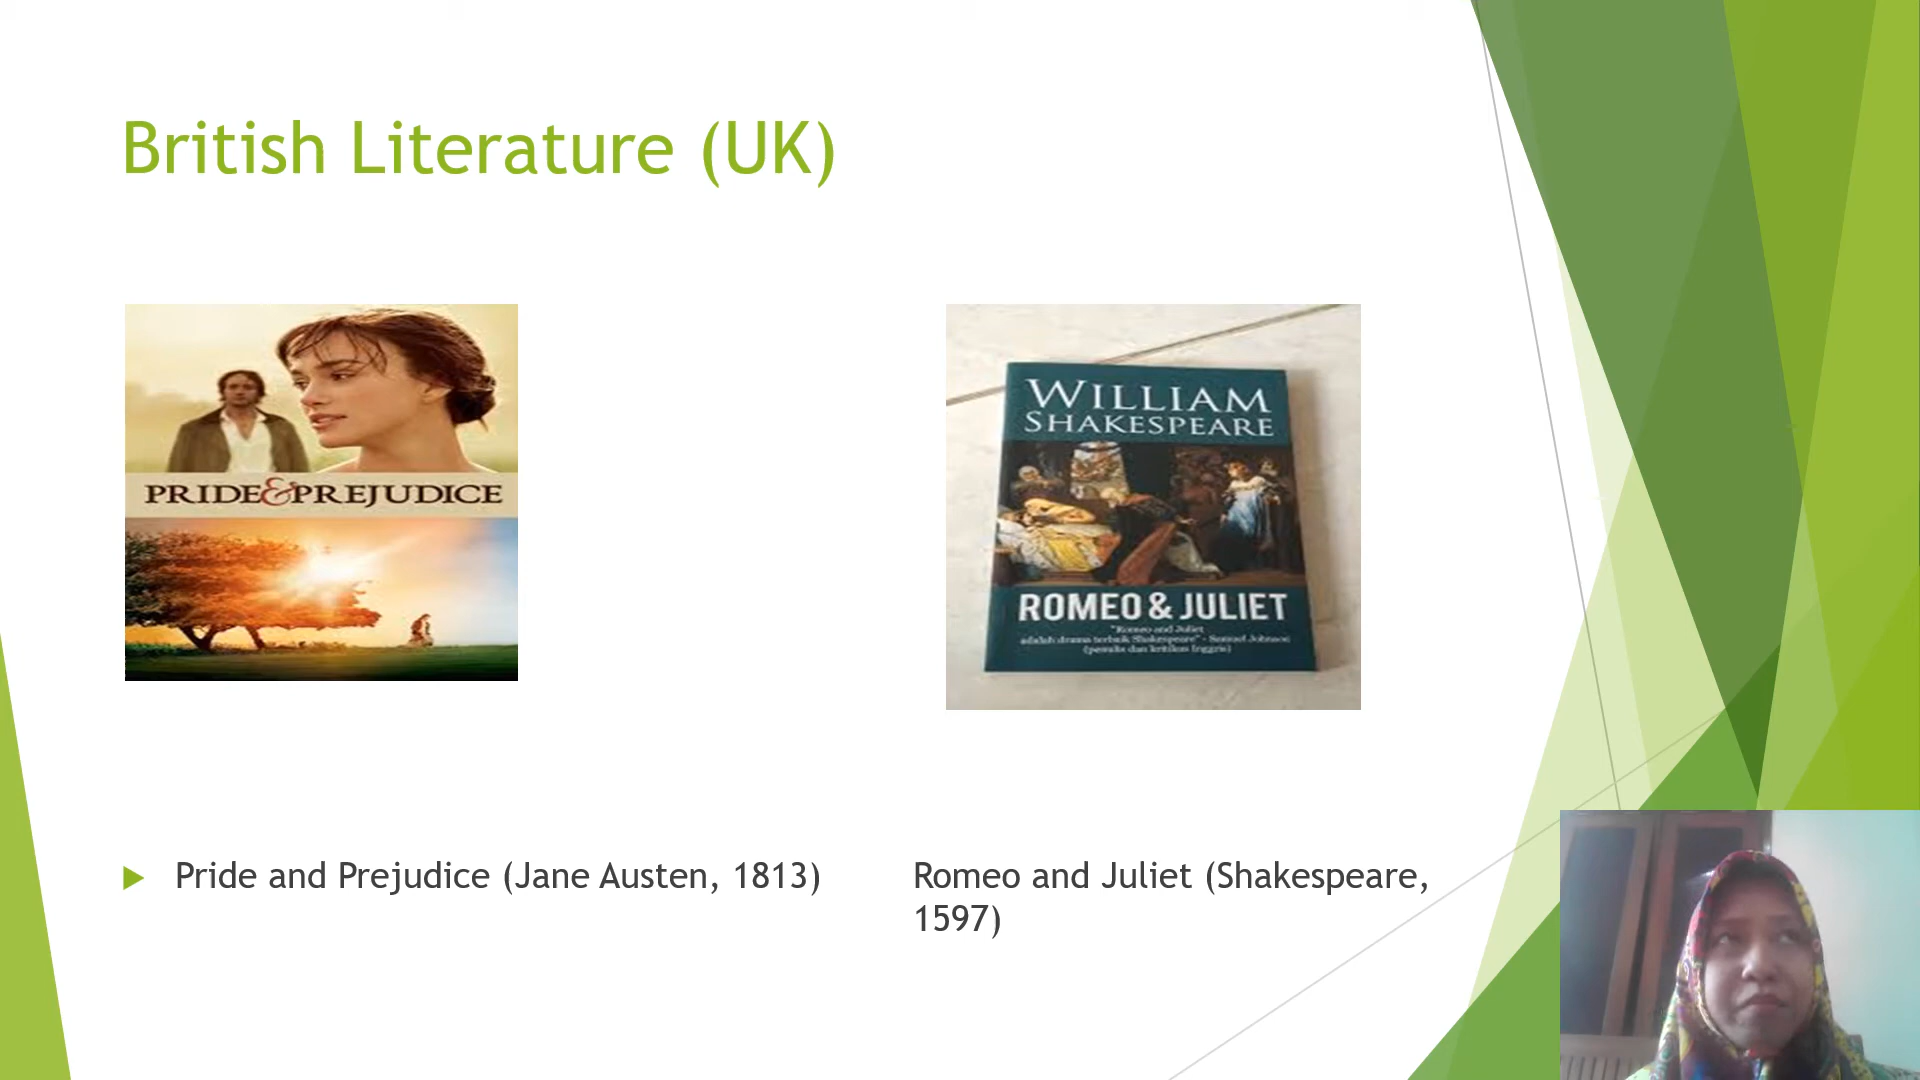 British Literature (UK)
PRIDE & PREJUDICE
WILLIAM
SHAKESPEARE
ROMEO & JULIET
"Romeo and Juliet
adalah drama terbaik Shakespeare" - Samuel Johnson
(penulis dan kritikus Inggris)
Pride and Prejudice (Jane Austen, 1813)
Romeo and Juliet (Shakespeare,
1597)